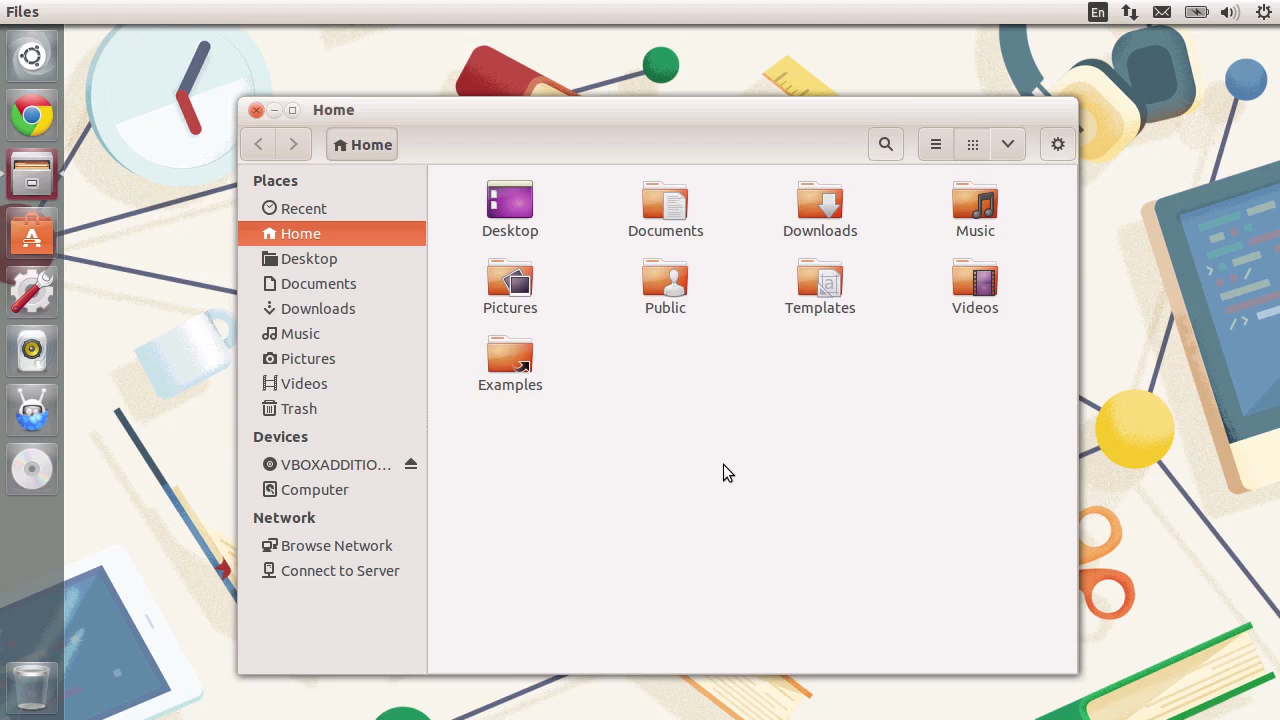 Files
En
Home
Home
Places
Recent
Home
Desktop
Documents
Downloads
Music
Pictures
Videos
Trash
Devices
VBOXADDITIO...
Computer
Network
Browse Network
Connect to Server
Desktop
Documents
Downloads
Music
Pictures
Public
Templates
Videos
Examples